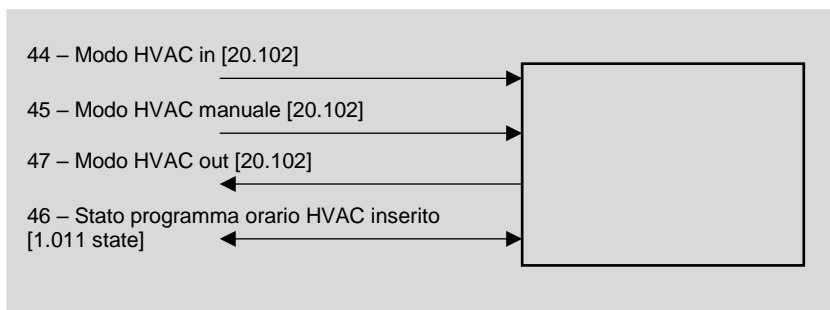 44 – Modo HVAC in [20.102]
45 – Modo HVAC manuale [20.102]
47 – Modo HVAC out [20.102]
46 – Stato programma orario HVAC inserito
[1.011 state]